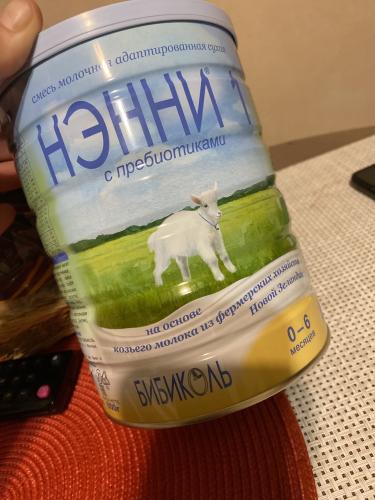 смесь молочная адаптированная сухая
НЭННИ 1
с пребиотиками
на основе
козьего молока из фермерских хозяйств
Новой Зеландии
0–6
месяцев
БИБИКОЛЬ